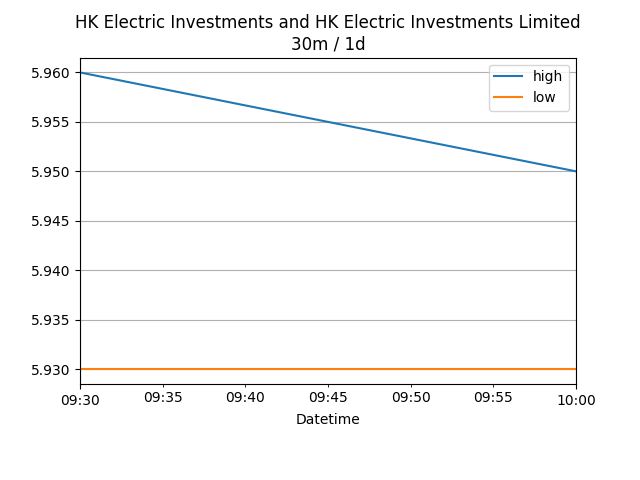 HK Electric Investments and HK Electric Investments Limited
30m / 1d
high
low
5.960
5.955
5.950
5.945
5.940
5.935
5.930
09:30 09:35 09:40 09:45 09:50 09:55 10:00
Datetime